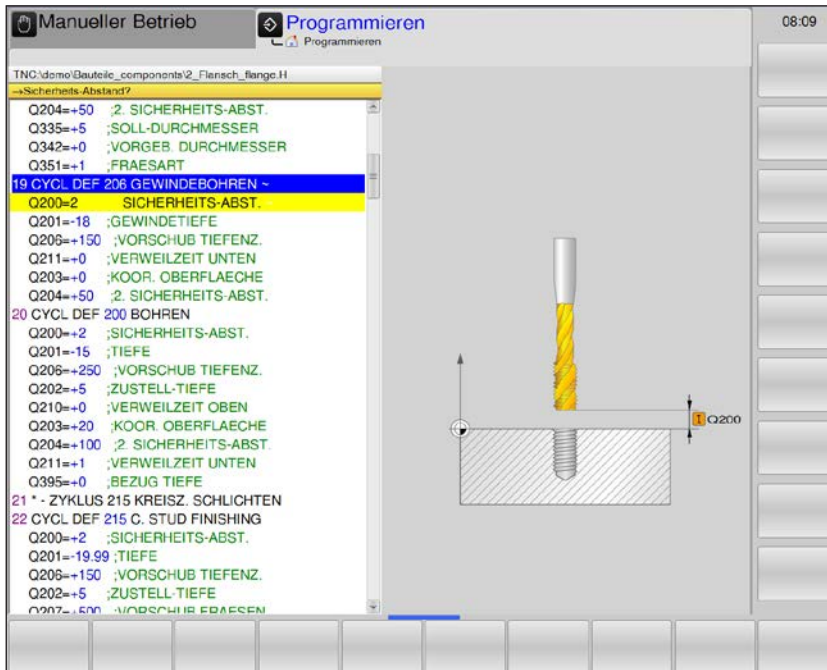 Manueller Betrieb
Programmieren
Programmieren
08:09
TNC:\demo\Bauteile_components\2_Flansch_flange.H
→Sicherheits-Abstand?
Q204=+50 ;2. SICHERHEITS-ABST.
Q335=+5 ;SOLL-DURCHMESSER
Q342=+0 ;VORGEB. DURCHMESSER
Q351=+1 ;FRAESART
19 CYCL DEF 206 GEWINDEBOHREN ~
Q200=2 SICHERHEITS-ABST.
Q201=-18 ;GEWINDETIEFE
Q206=+150 ;VORSCHUB TIEFENZ.
Q211=+0 ;VERWEILZEIT UNTEN
Q203=+0 ;KOOR. OBERFLAECHE
Q204=+50 ;2. SICHERHEITS-ABST.
20 CYCL DEF 200 BOHREN
Q200=+2 ;SICHERHEITS-ABST.
Q201=-15 ;TIEFE
Q206=+250 ;VORSCHUB TIEFENZ.
Q202=+5 ;ZUSTELL-TIEFE
Q210=+0 ;VERWEILZEIT OBEN
Q203=+20 ;KOOR. OBERFLAECHE
Q204=+100 ;2. SICHERHEITS-ABST.
Q211=+1 ;VERWEILZEIT UNTEN
Q395=+0 ;BEZUG TIEFE
21 * - ZYKLUS 215 KREISZ. SCHLICHTEN
22 CYCL DEF 215 C. STUD FINISHING
Q200=+2 ;SICHERHEITS-ABST.
Q201=-19.99 ;TIEFE
Q206=+150 ;VORSCHUB TIEFENZ.
Q202=+5 ;ZUSTELL-TIEFE
Q207=+500 ;VORSCHUB FRAESEN
I Q200